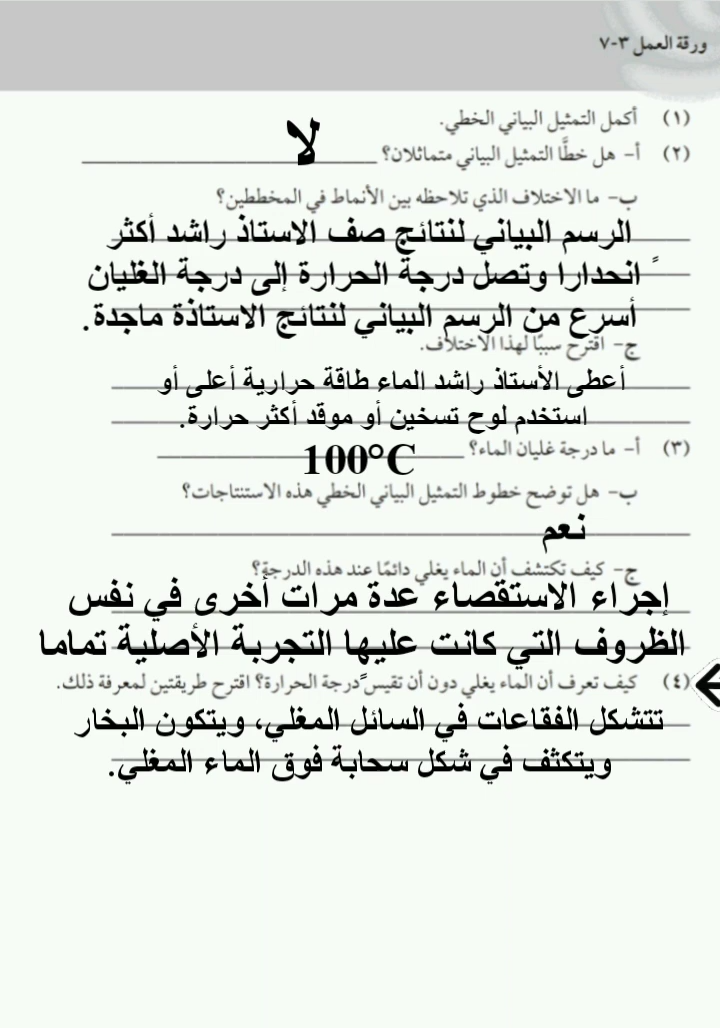 ورقة العمل ٣-٧
(١) أكمل التمثيل البياني الخطي.
(٢) أ- هل خطَّا التمثيل البياني متماثلان؟ لا
ب- ما الاختلاف الذي تلاحظه بين الأنماط في المخططين؟
الرسم البياني لنتائج صف الاستاذ راشد أكثر
انحدارا وتصل درجة الحرارة إلى درجة الغليان
أسرع من الرسم البياني لنتائج الاستاذة ماجدة.
ج- اقترح سببًا لهذا الاختلاف.
أعطى الأستاذ راشد الماء طاقة حرارية أعلى أو
استخدم لوح تسخين أو موقد أكثر حرارة.
(٣) أ- ما درجة غليان الماء؟ 100°C
ب- هل توضح خطوط التمثيل البياني الخطي هذه الاستنتاجات؟
نعم
ج- كيف تكتشف أن الماء يغلي دائمًا عند هذه الدرجة؟
إجراء الاستقصاء عدة مرات أخرى في نفس
الظروف التي كانت عليها التجربة الأصلية تماما
(٤) كيف تعرف أن الماء يغلي دون أن تقيس درجة الحرارة؟ اقترح طريقتين لمعرفة ذلك.
تتشكل الفقاعات في السائل المغلي، ويتكون البخار
ويتكثف في شكل سحابة فوق الماء المغلي.